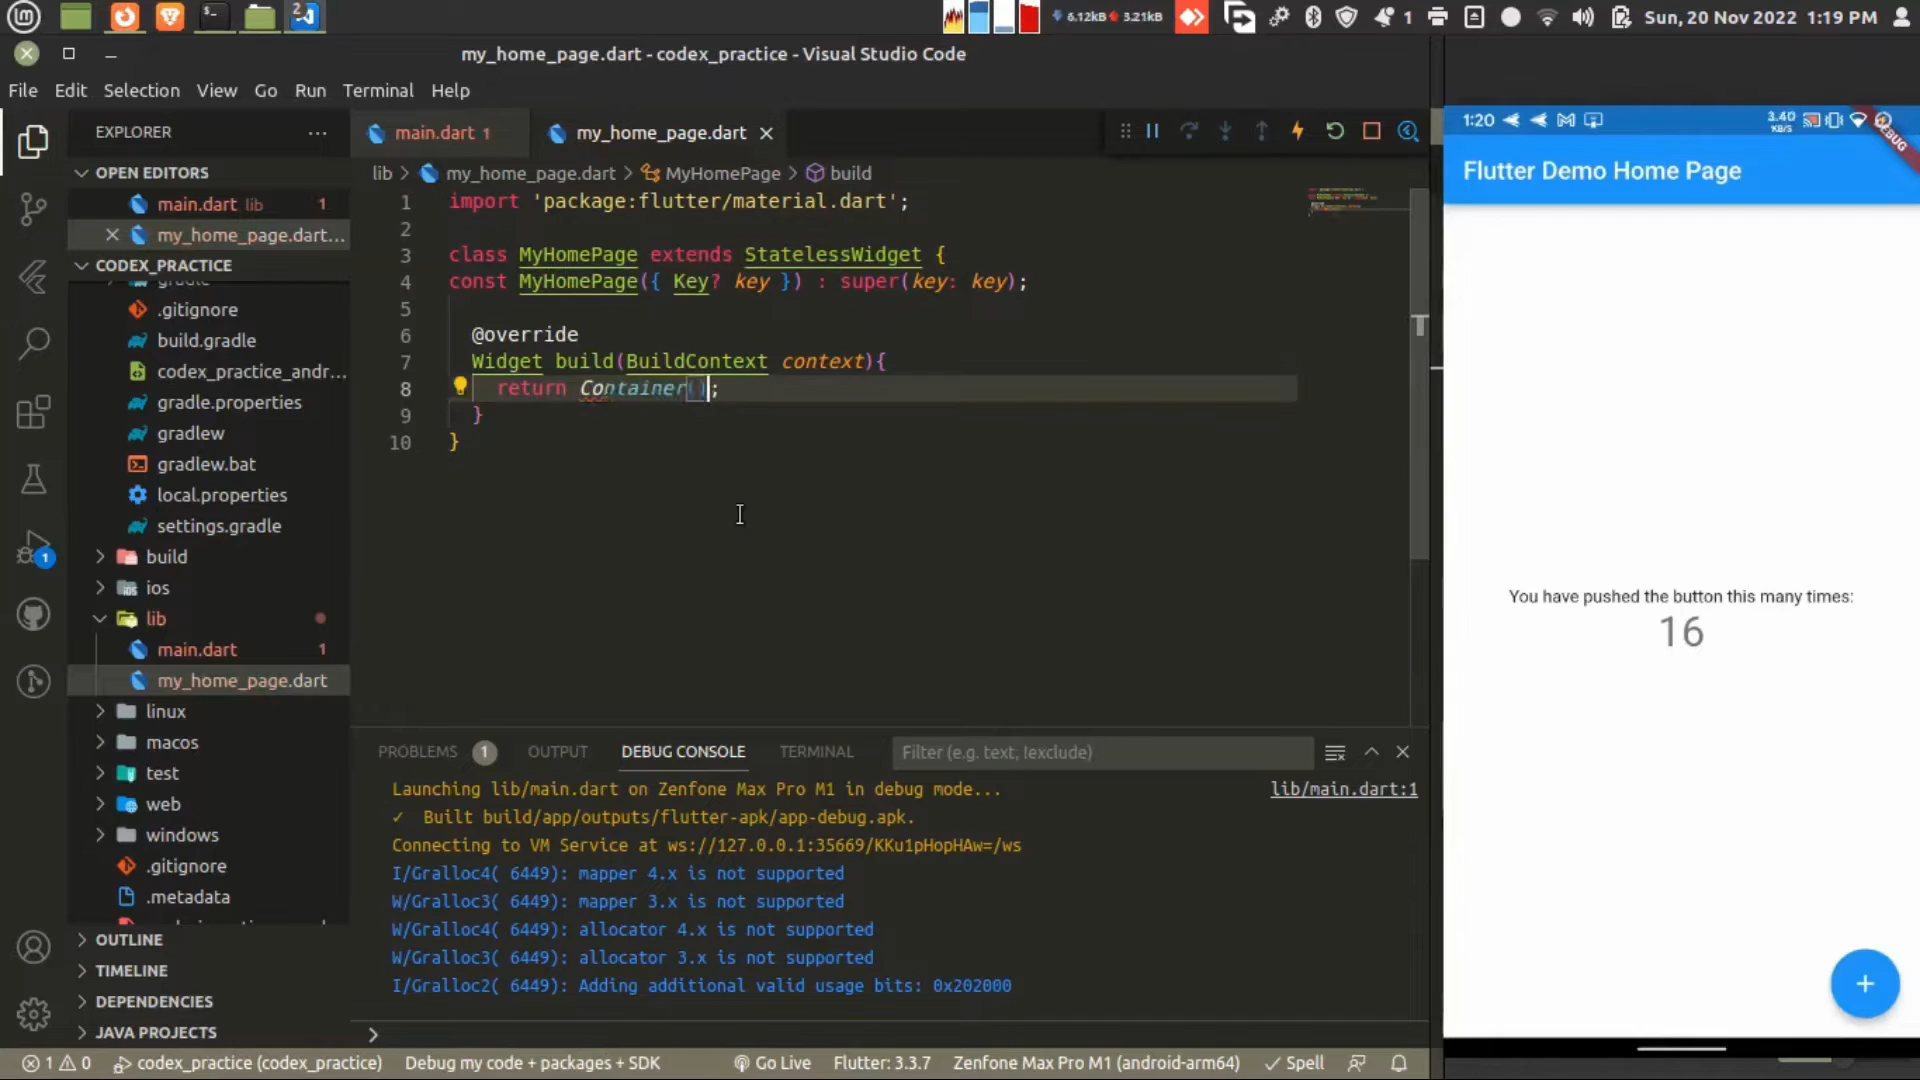 6.12kB 3.21kB
1
Sun, 20 Nov 2022 1:19 PM
my_home_page.dart - codex_practice - Visual Studio Code
File Edit Selection View Go Run Terminal Help
EXPLORER
OPEN EDITORS
main.dart lib 1
my_home_page.dart...
CODEX_PRACTICE
.gitignore
build.gradle
codex_practice_andr...
gradle.properties
gradlew
gradlew.bat
local.properties
settings.gradle
build
ios
lib
main.dart 1
my_home_page.dart
linux
macos
test
web
windows
.gitignore
.metadata
OUTLINE
TIMELINE
DEPENDENCIES
JAVA PROJECTS
1
main.dart 1
my_home_page.dart
lib > my_home_page.dart > MyHomePage > build
1 import 'package:flutter/material.dart';
2
3 class MyHomePage extends StatelessWidget {
4 const MyHomePage({ Key? key }) : super(key: key);
5
6 @override
7 Widget build(BuildContext context){
8 return Container();
9 }
10 }
PROBLEMS 1 OUTPUT DEBUG CONSOLE TERMINAL Filter (e.g. text, !exclude)
Launching lib/main.dart on Zenfone Max Pro M1 in debug mode... lib/main.dart:1
✓ Built build/app/outputs/flutter-apk/app-debug.apk.
Connecting to VM Service at ws://127.0.0.1:35669/KKu1pHopHAw=/ws
I/Gralloc4( 6449): mapper 4.x is not supported
W/Gralloc3( 6449): mapper 3.x is not supported
W/Gralloc4( 6449): allocator 4.x is not supported
W/Gralloc3( 6449): allocator 3.x is not supported
I/Gralloc2( 6449): Adding additional valid usage bits: 0x202000
1 0 codex_practice (codex_practice) Debug my code + packages + SDK Go Live Flutter: 3.3.7 Zenfone Max Pro M1 (android-arm64) Spell
1:20 3.40 KB/S
Flutter Demo Home Page
You have pushed the button this many times:
16
+